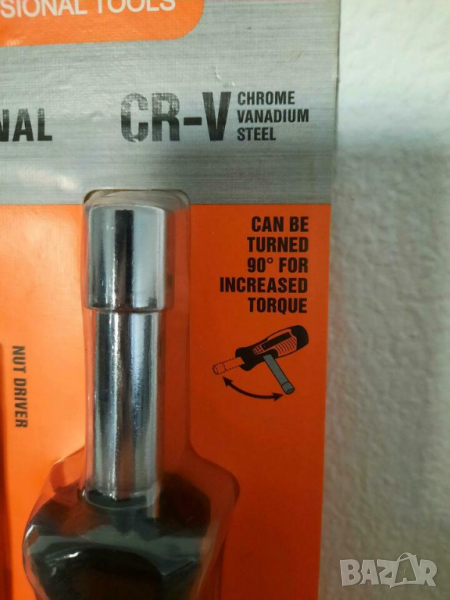 SIONAL TOOLS
NAL
CR-V
CHROME
VANADIUM
STEEL
CAN BE
TURNED
90° FOR
INCREASED
TORQUE
NUT DRIVER
BAZAR